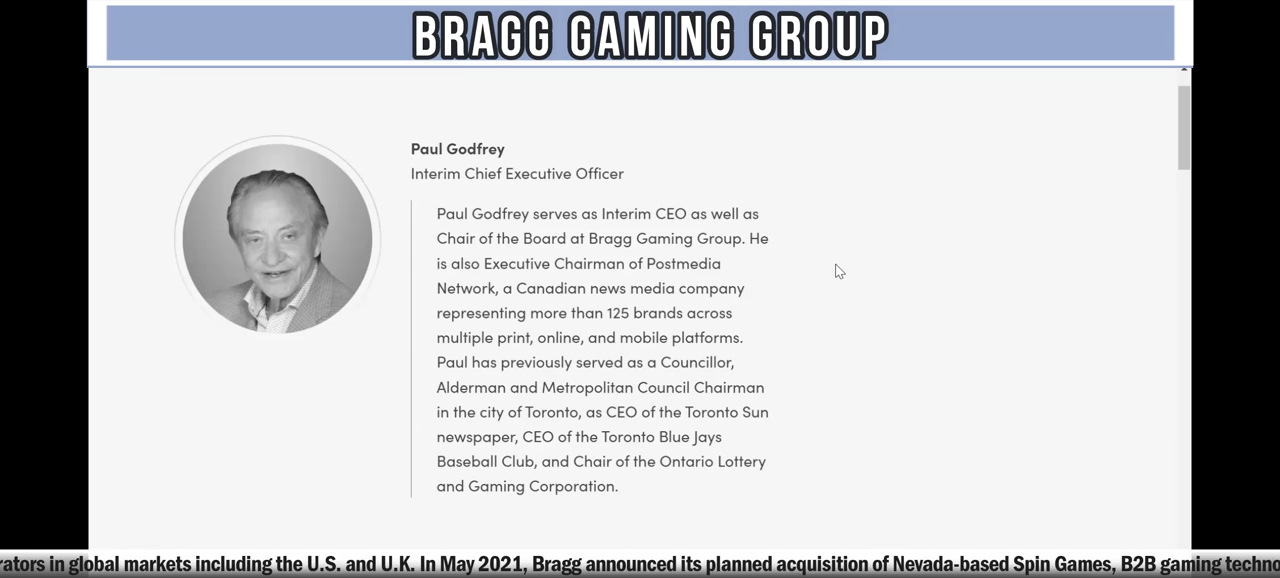 BRAGG GAMING GROUP
Paul Godfrey
Interim Chief Executive Officer
Paul Godfrey serves as Interim CEO as well as
Chair of the Board at Bragg Gaming Group. He
is also Executive Chairman of Postmedia
Network, a Canadian news media company
representing more than 125 brands across
multiple print, online, and mobile platforms.
Paul has previously served as a Councillor,
Alderman and Metropolitan Council Chairman
in the city of Toronto, as CEO of the Toronto Sun
newspaper, CEO of the Toronto Blue Jays
Baseball Club, and Chair of the Ontario Lottery
and Gaming Corporation.
rators in global markets including the U.S. and U.K. In May 2021, Bragg announced its planned acquisition of Nevada-based Spin Games, B2B gaming techno